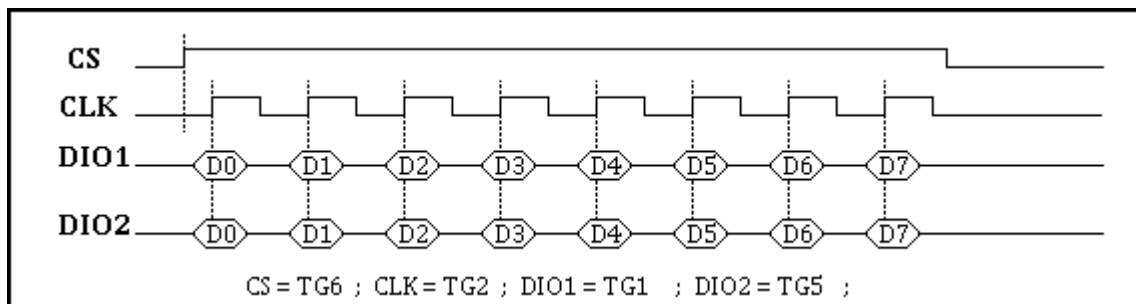 CS
CLK
DIO1 D0 D1 D2 D3 D4 D5 D6 D7
DIO2 D0 D1 D2 D3 D4 D5 D6 D7
CS = TG6 ; CLK = TG2 ; DIO1 = TG1 ; DIO2 = TG5 ;